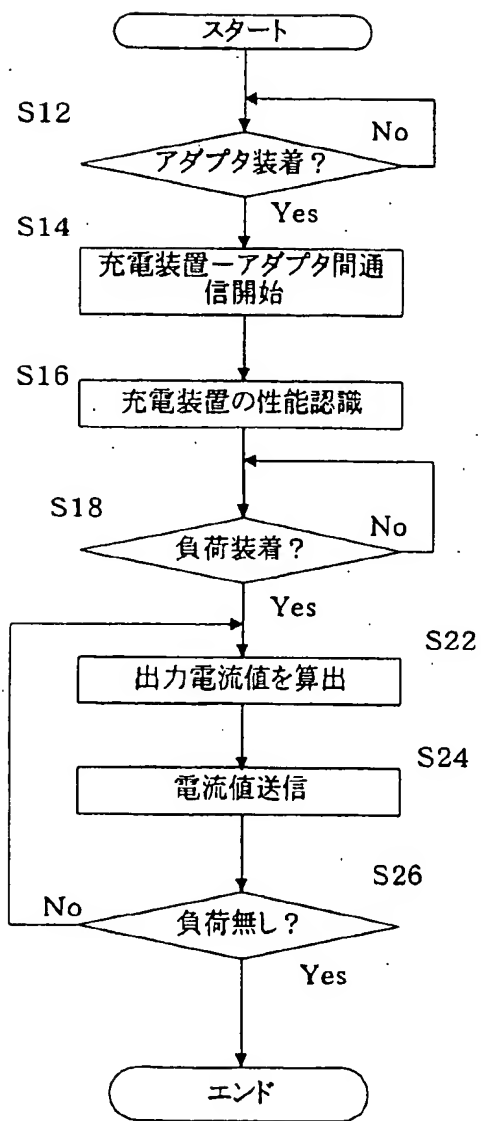 スタート
S12
No
アダプタ装着?
Yes
S14
充電装置-アダプタ間通
信開始
S16
充電装置の性能認識
S18
No
負荷装着?
Yes
S22
出力電流値を算出
S24
電流値送信
S26
No
負荷無し?
Yes
エンド